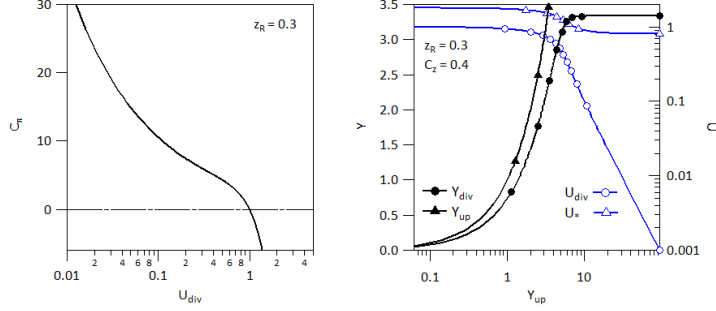 30
20
10
0
C_π
z_R = 0.3
0.01
2
4
6
8
0.1
2
4
6
8
1
2
4
U_div
4.0
3.5
3.0
2.5
2.0
1.5
1.0
0.5
0.0
Y
z_R = 0.3
C_z = 0.4
Y_div
Y_up
U_div
U_*
1
0.1
0.01
0.001
U
0.1
1
10
Y_up